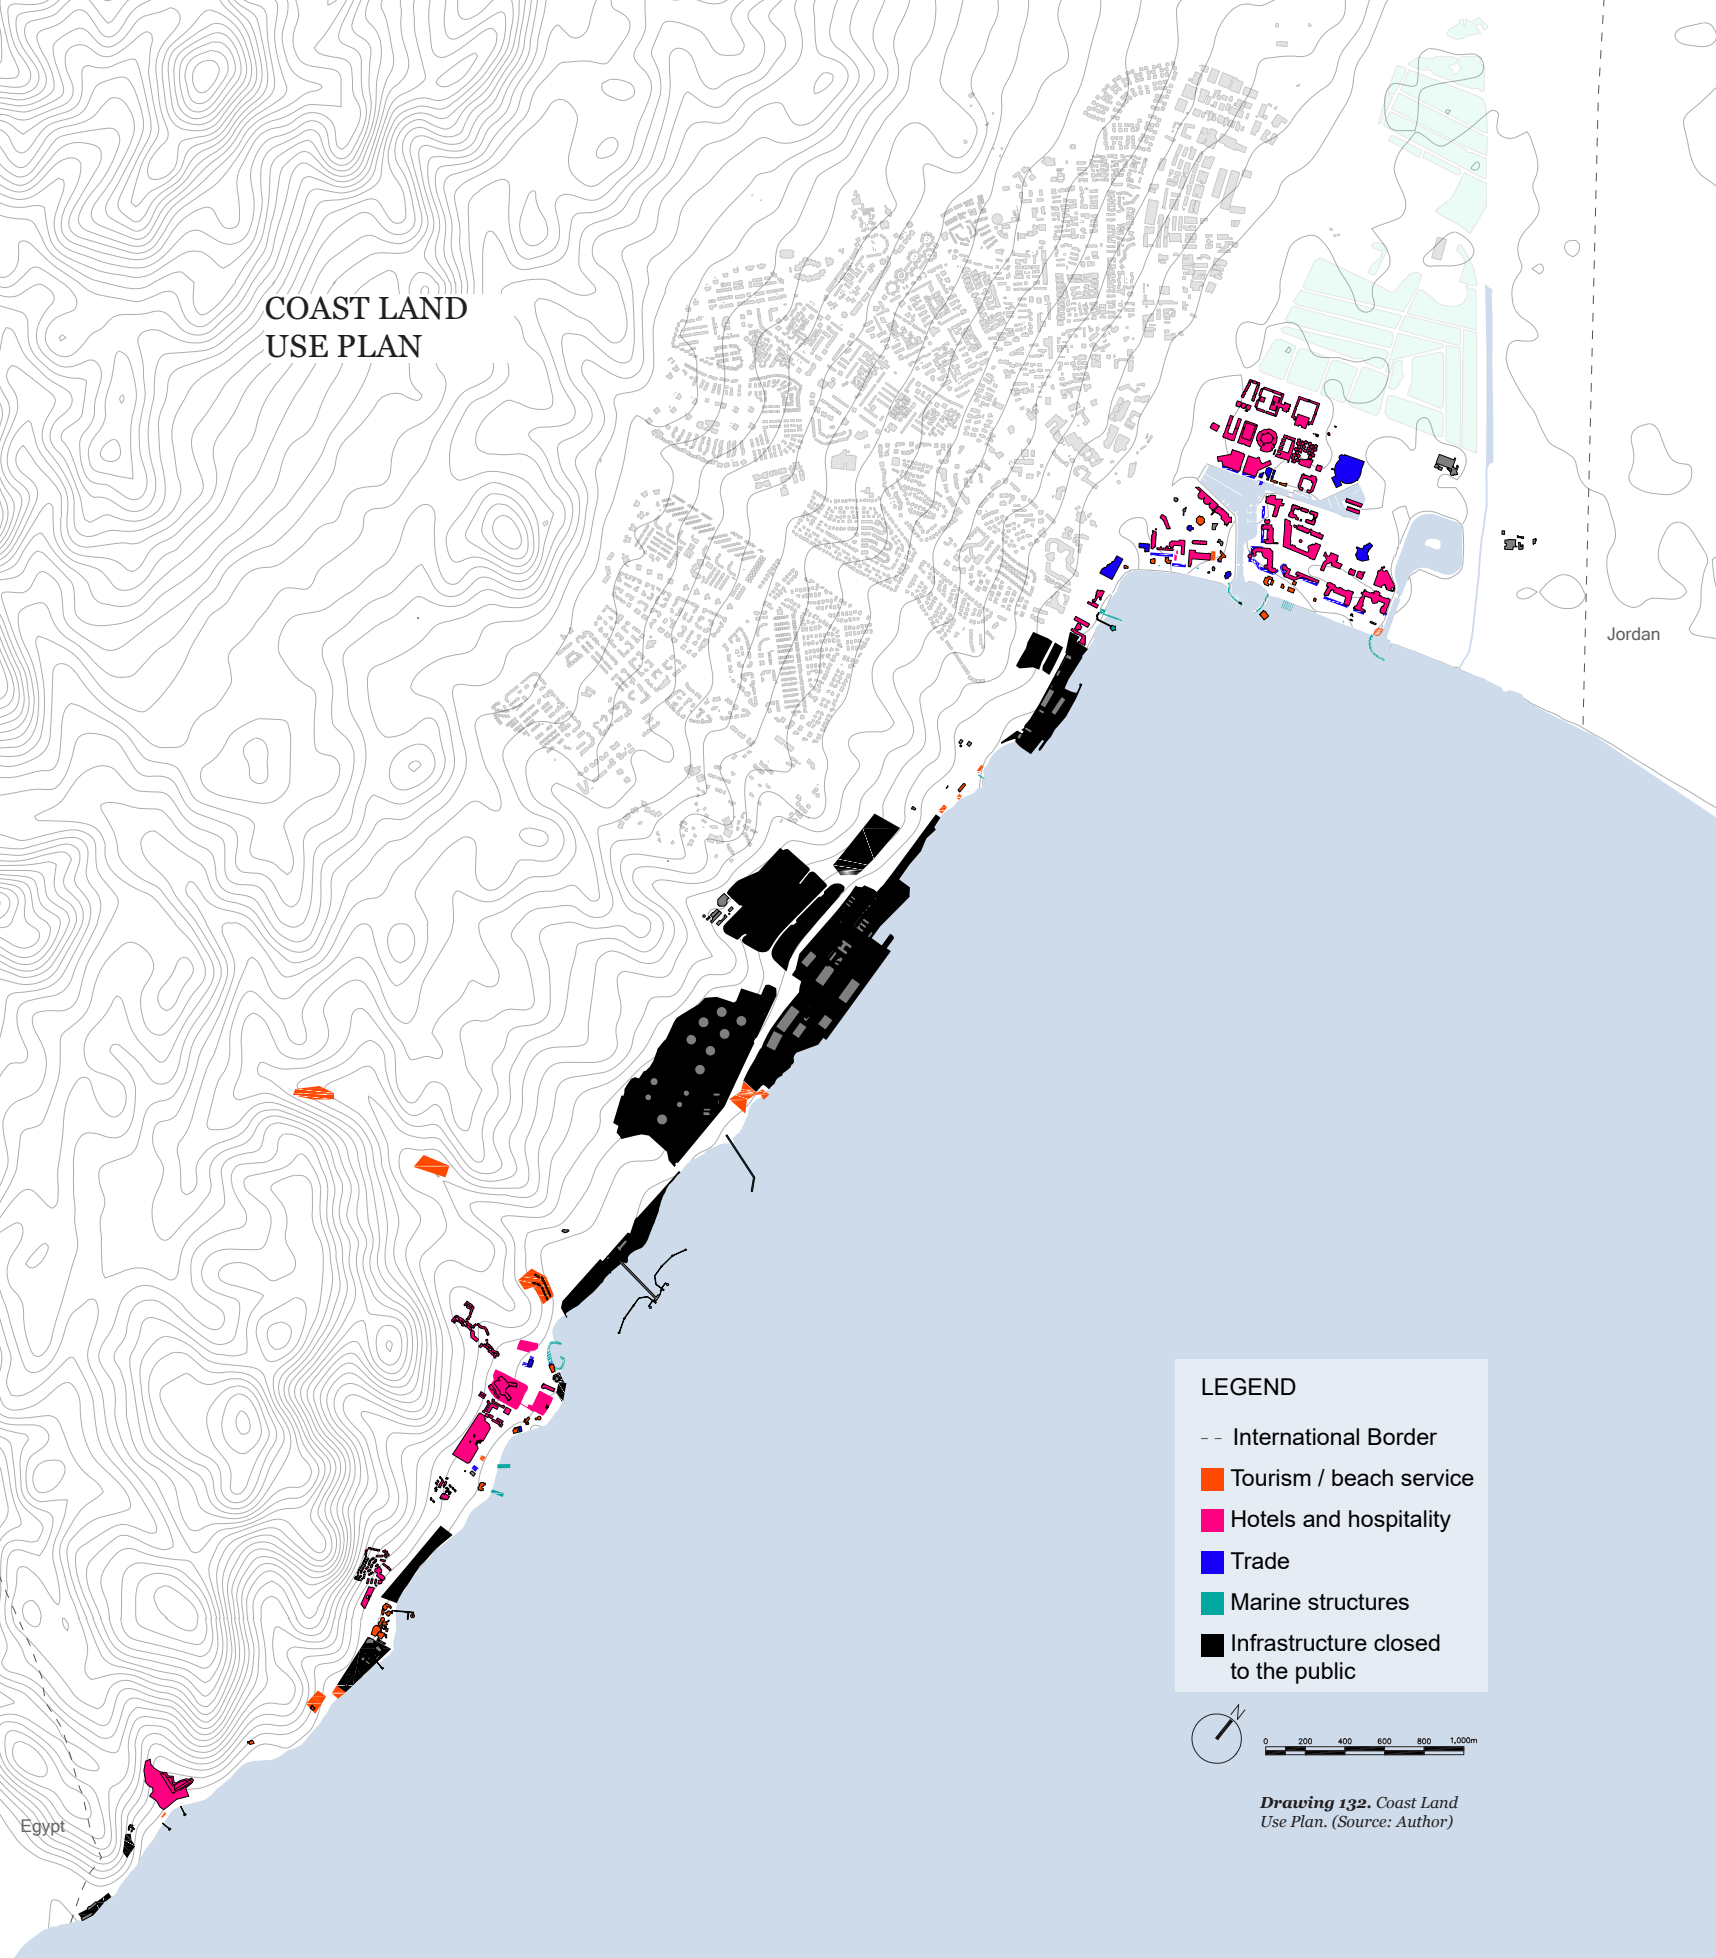 COAST LAND
USE PLAN
Jordan
Egypt
LEGEND
International Border
Tourism / beach service
Hotels and hospitality
Trade
Marine structures
Infrastructure closed
to the public
N
0 200 400 600 800 1,000m
Drawing 132. Coast Land
Use Plan. (Source: Author)